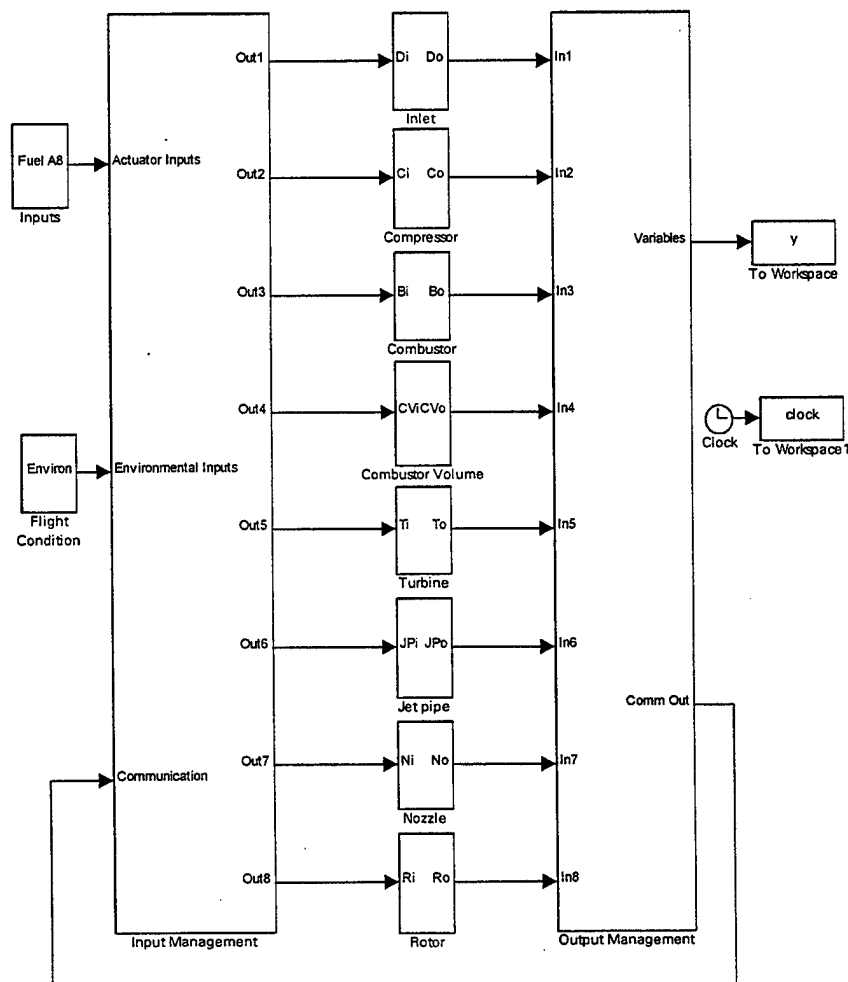 Out1
Di Do
In1
Inlet
Fuel A8
Inputs
Actuator Inputs
Out2
Ci Co
In2
Compressor
Variables
y
To Workspace
Out3
Bi Bo
In3
Combustor
Out4
CVi CVo
In4
Combustor Volume
Clock
clock
To Workspace1
Environ
Flight
Condition
Environmental Inputs
Out5
Ti To
In5
Turbine
Out6
JPi JPo
In6
Jet pipe
Comm Out
Communication
Out7
Ni No
In7
Nozzle
Out8
Ri Ro
In8
Rotor
Input Management
Output Management